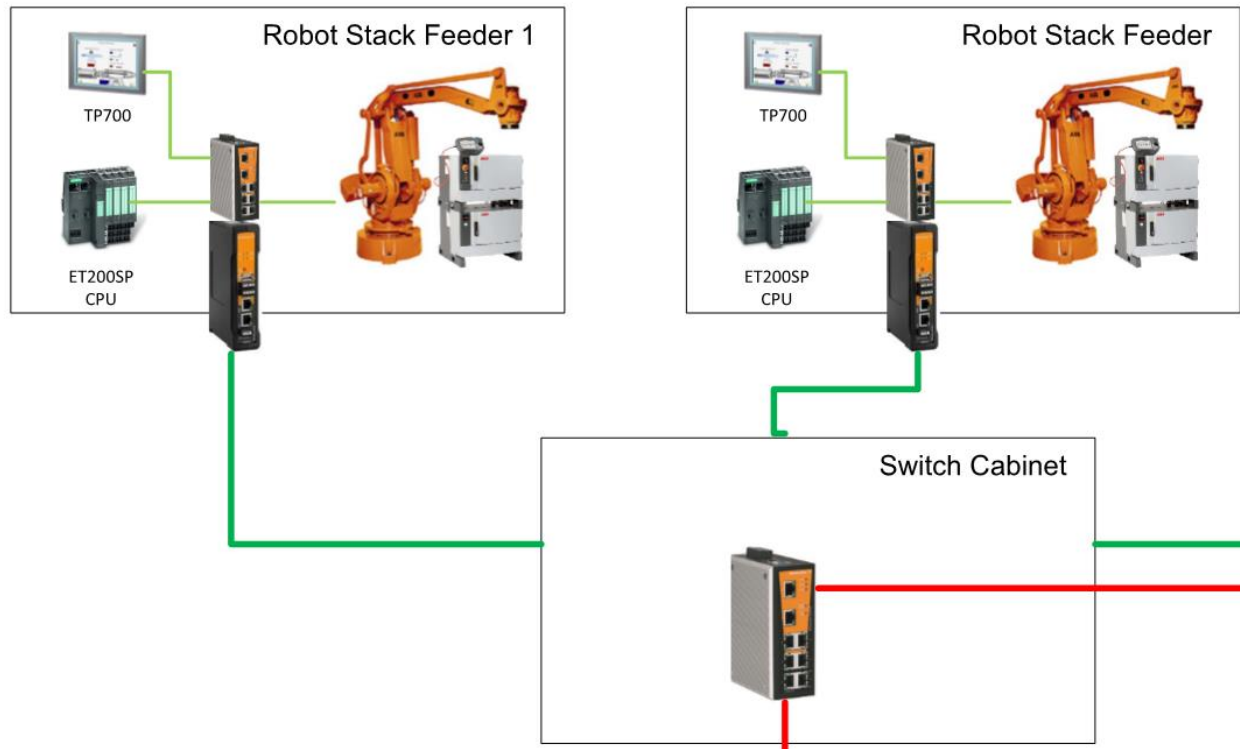 Robot Stack Feeder 1
TP700
ET200SP
CPU
Robot Stack Feeder
TP700
ET200SP
CPU
Switch Cabinet